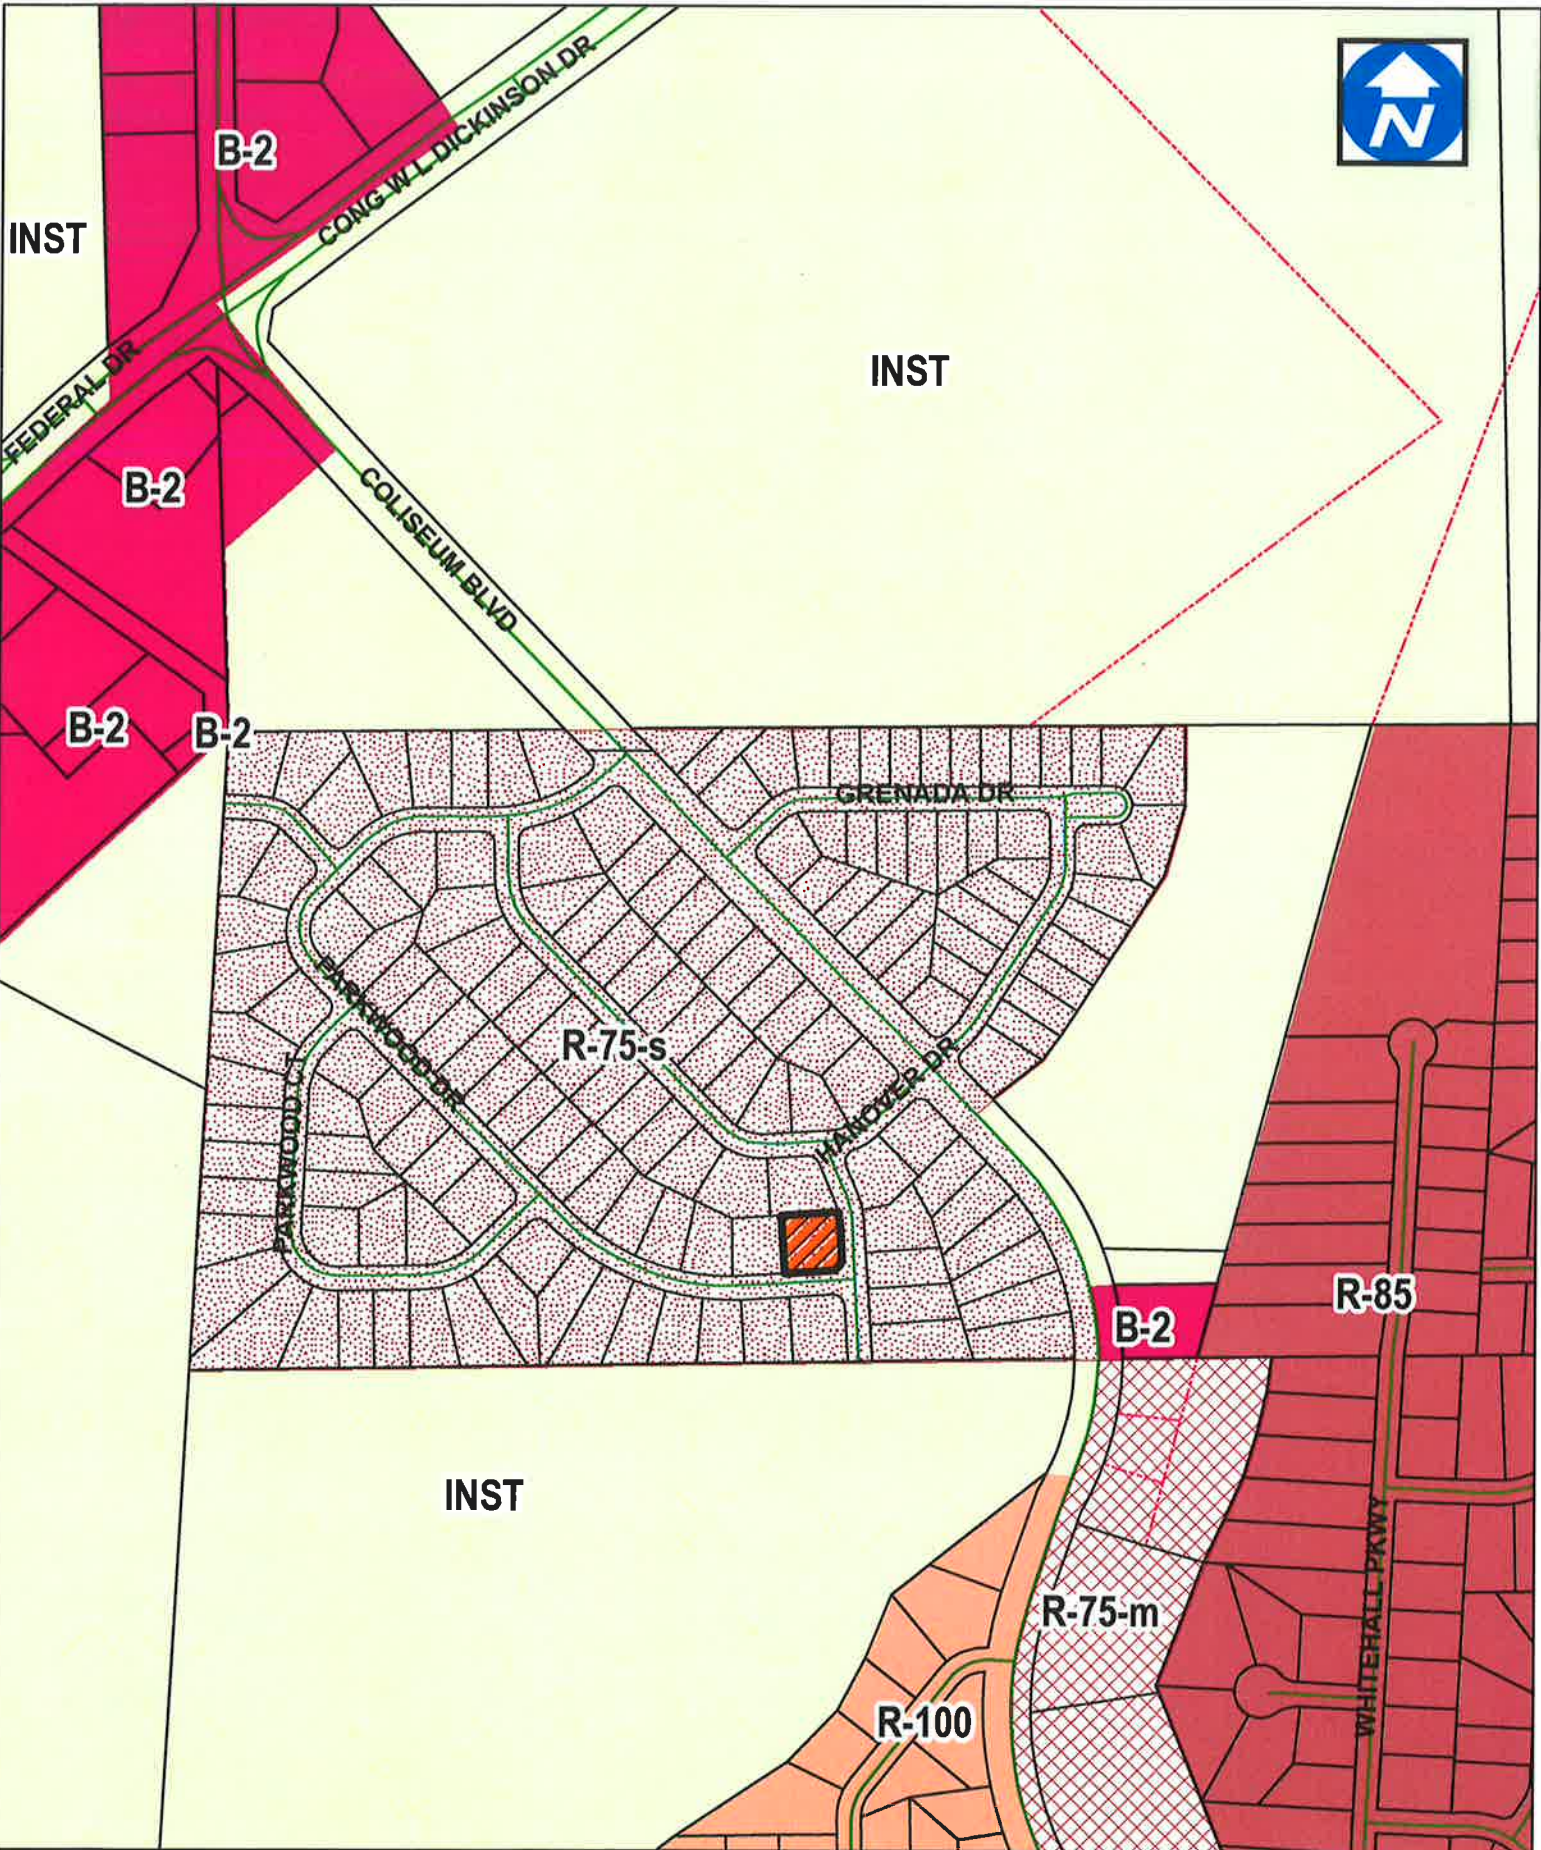 N
CONG W L DICKINSON DR
B-2
INST
FEDERAL DR
INST
B-2
COLISEUM BLVD
B-2
B-2
GRENADA DR
PARKWOOD DR
R-75-s
HANOVER DR
PARKWOOD CT
R-85
B-2
INST
R-75-m
WHITEHALL PKWY
R-100